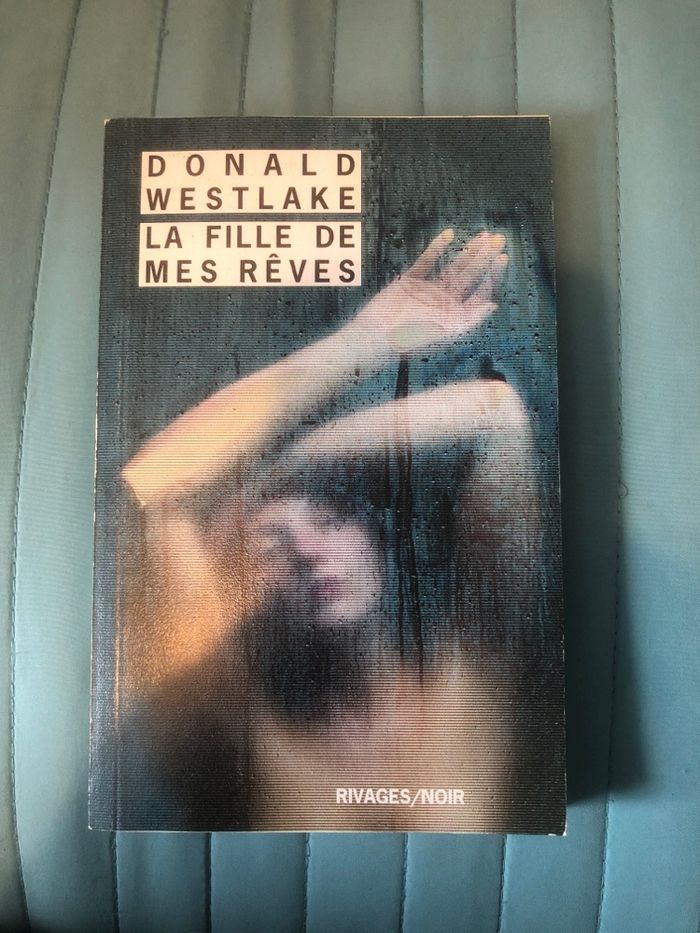 DONALD
WESTLAKE
LA FILLE DE
MES RÊVES
RIVAGES/NOIR